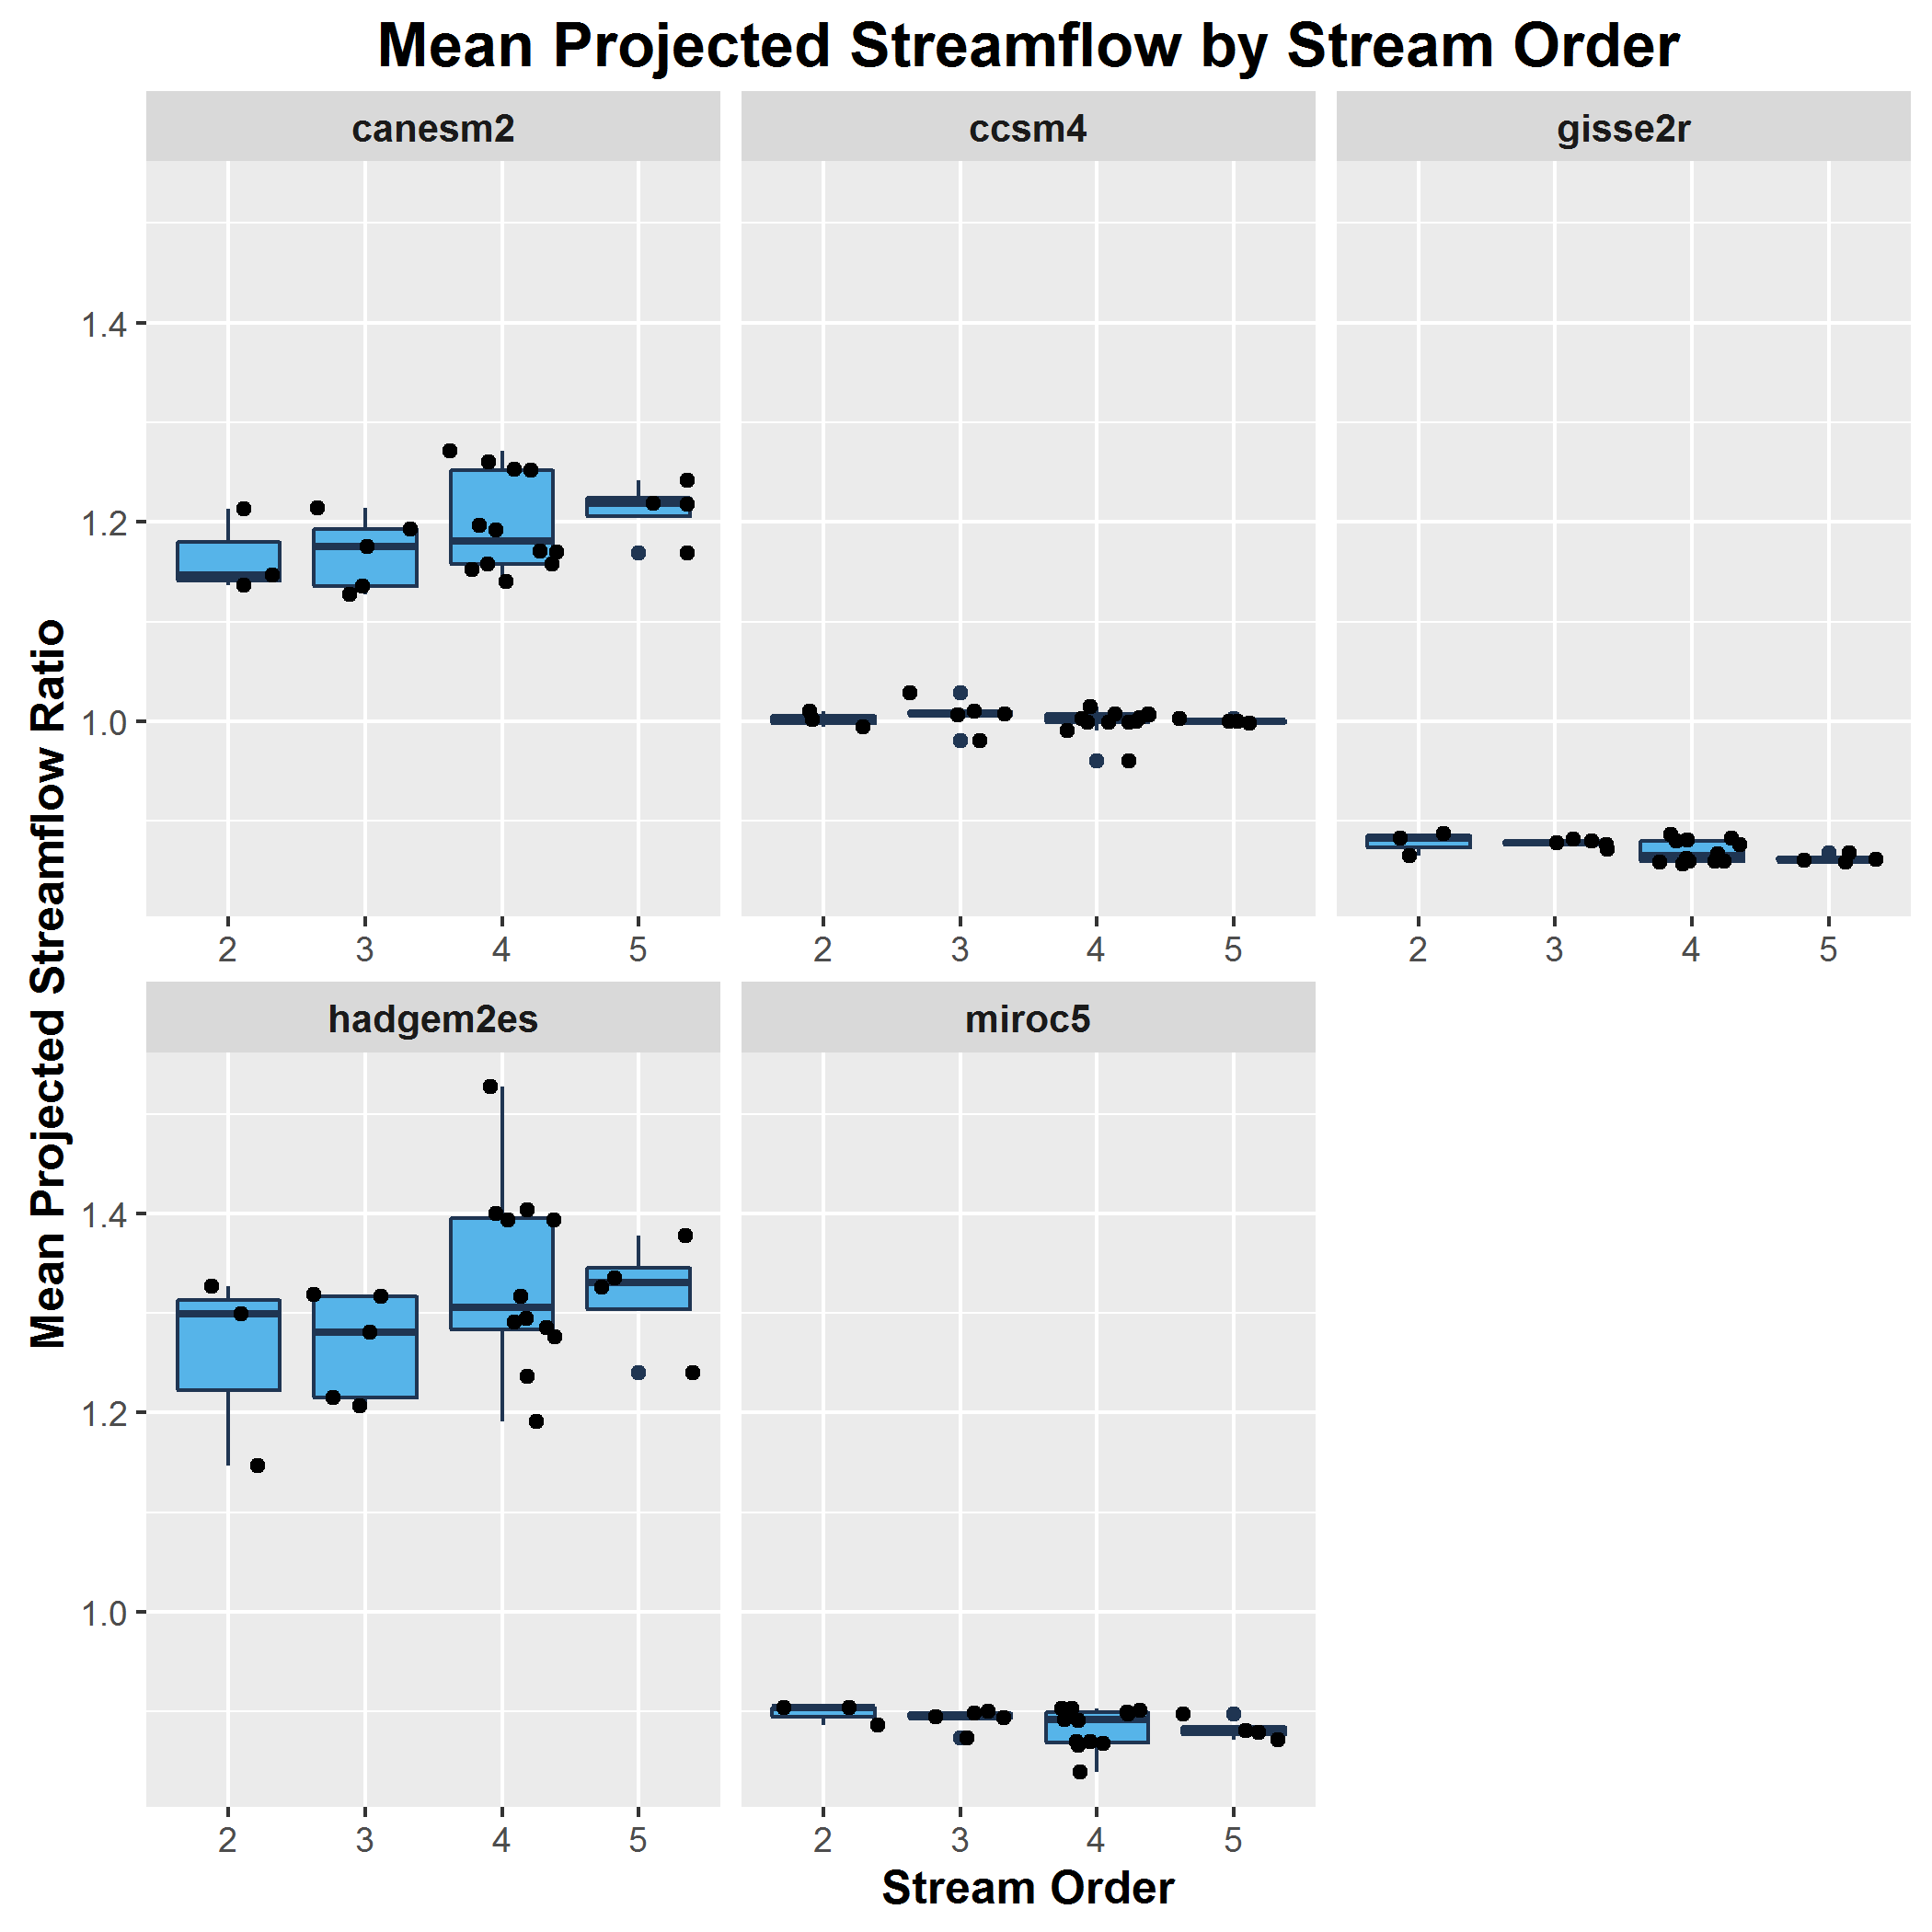 Mean Projected Streamflow by Stream Order
canesm2
ccsm4
gisse2r
1.4
1.2
1.0
2 3 4 5
2 3 4 5
2 3 4 5
Mean Projected Streamflow Ratio
hadgem2es
miroc5
1.4
1.2
1.0
2 3 4 5
2 3 4 5
Stream Order